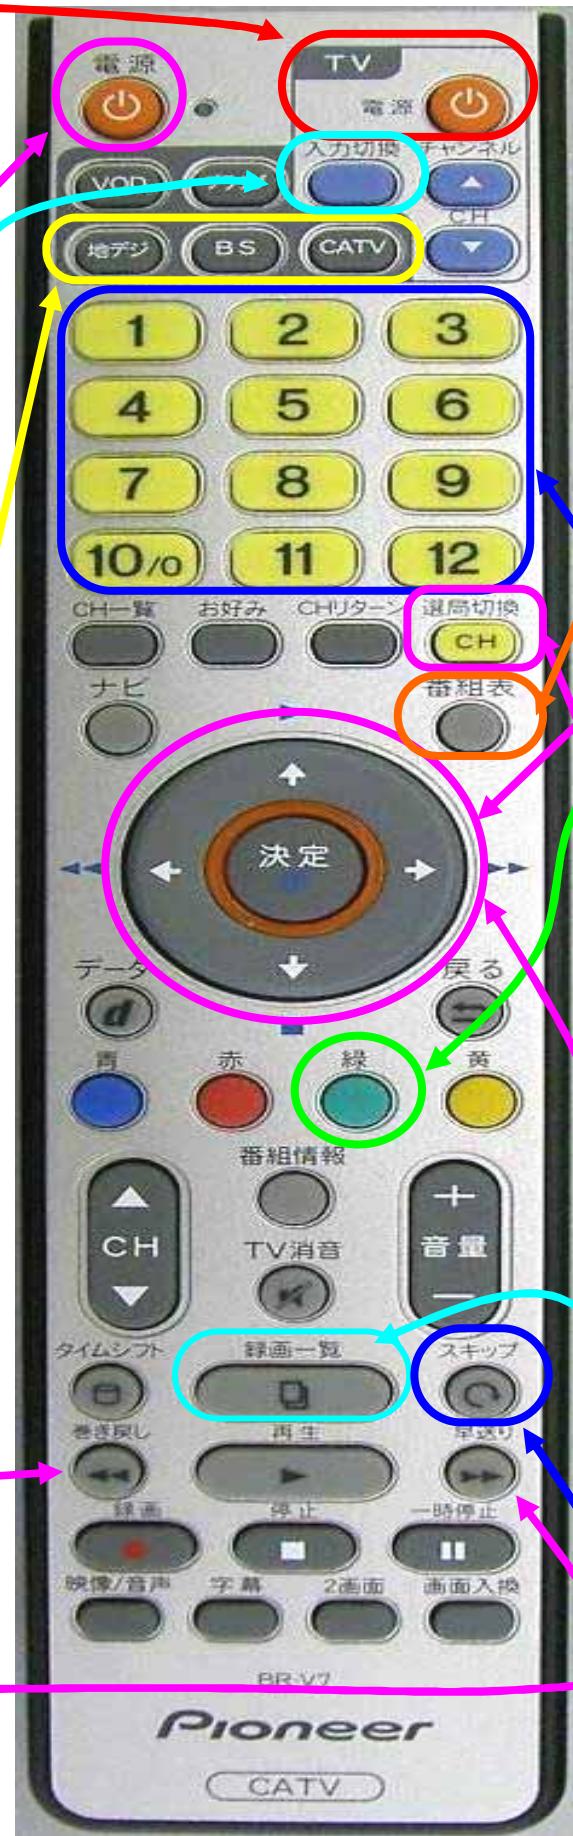 電源
TV
電源
入力切換 チャンネル
VOD
CH
地デジ BS CATV
1 2 3
4 5 6
7 8 9
10/0 11 12
CH一覧 お好み CHリターン 選局切換
CH
ナビ 番組表
決定
データ 戻る
d
青 赤 緑 黄
番組情報
CH TV消音 音量
タイムシフト 録画一覧 スキップ
巻き戻し 再生 早送り
録画 停止 一時停止
映像/音声 字幕 2画面 画面入換
BR-V7
Pioneer
CATV